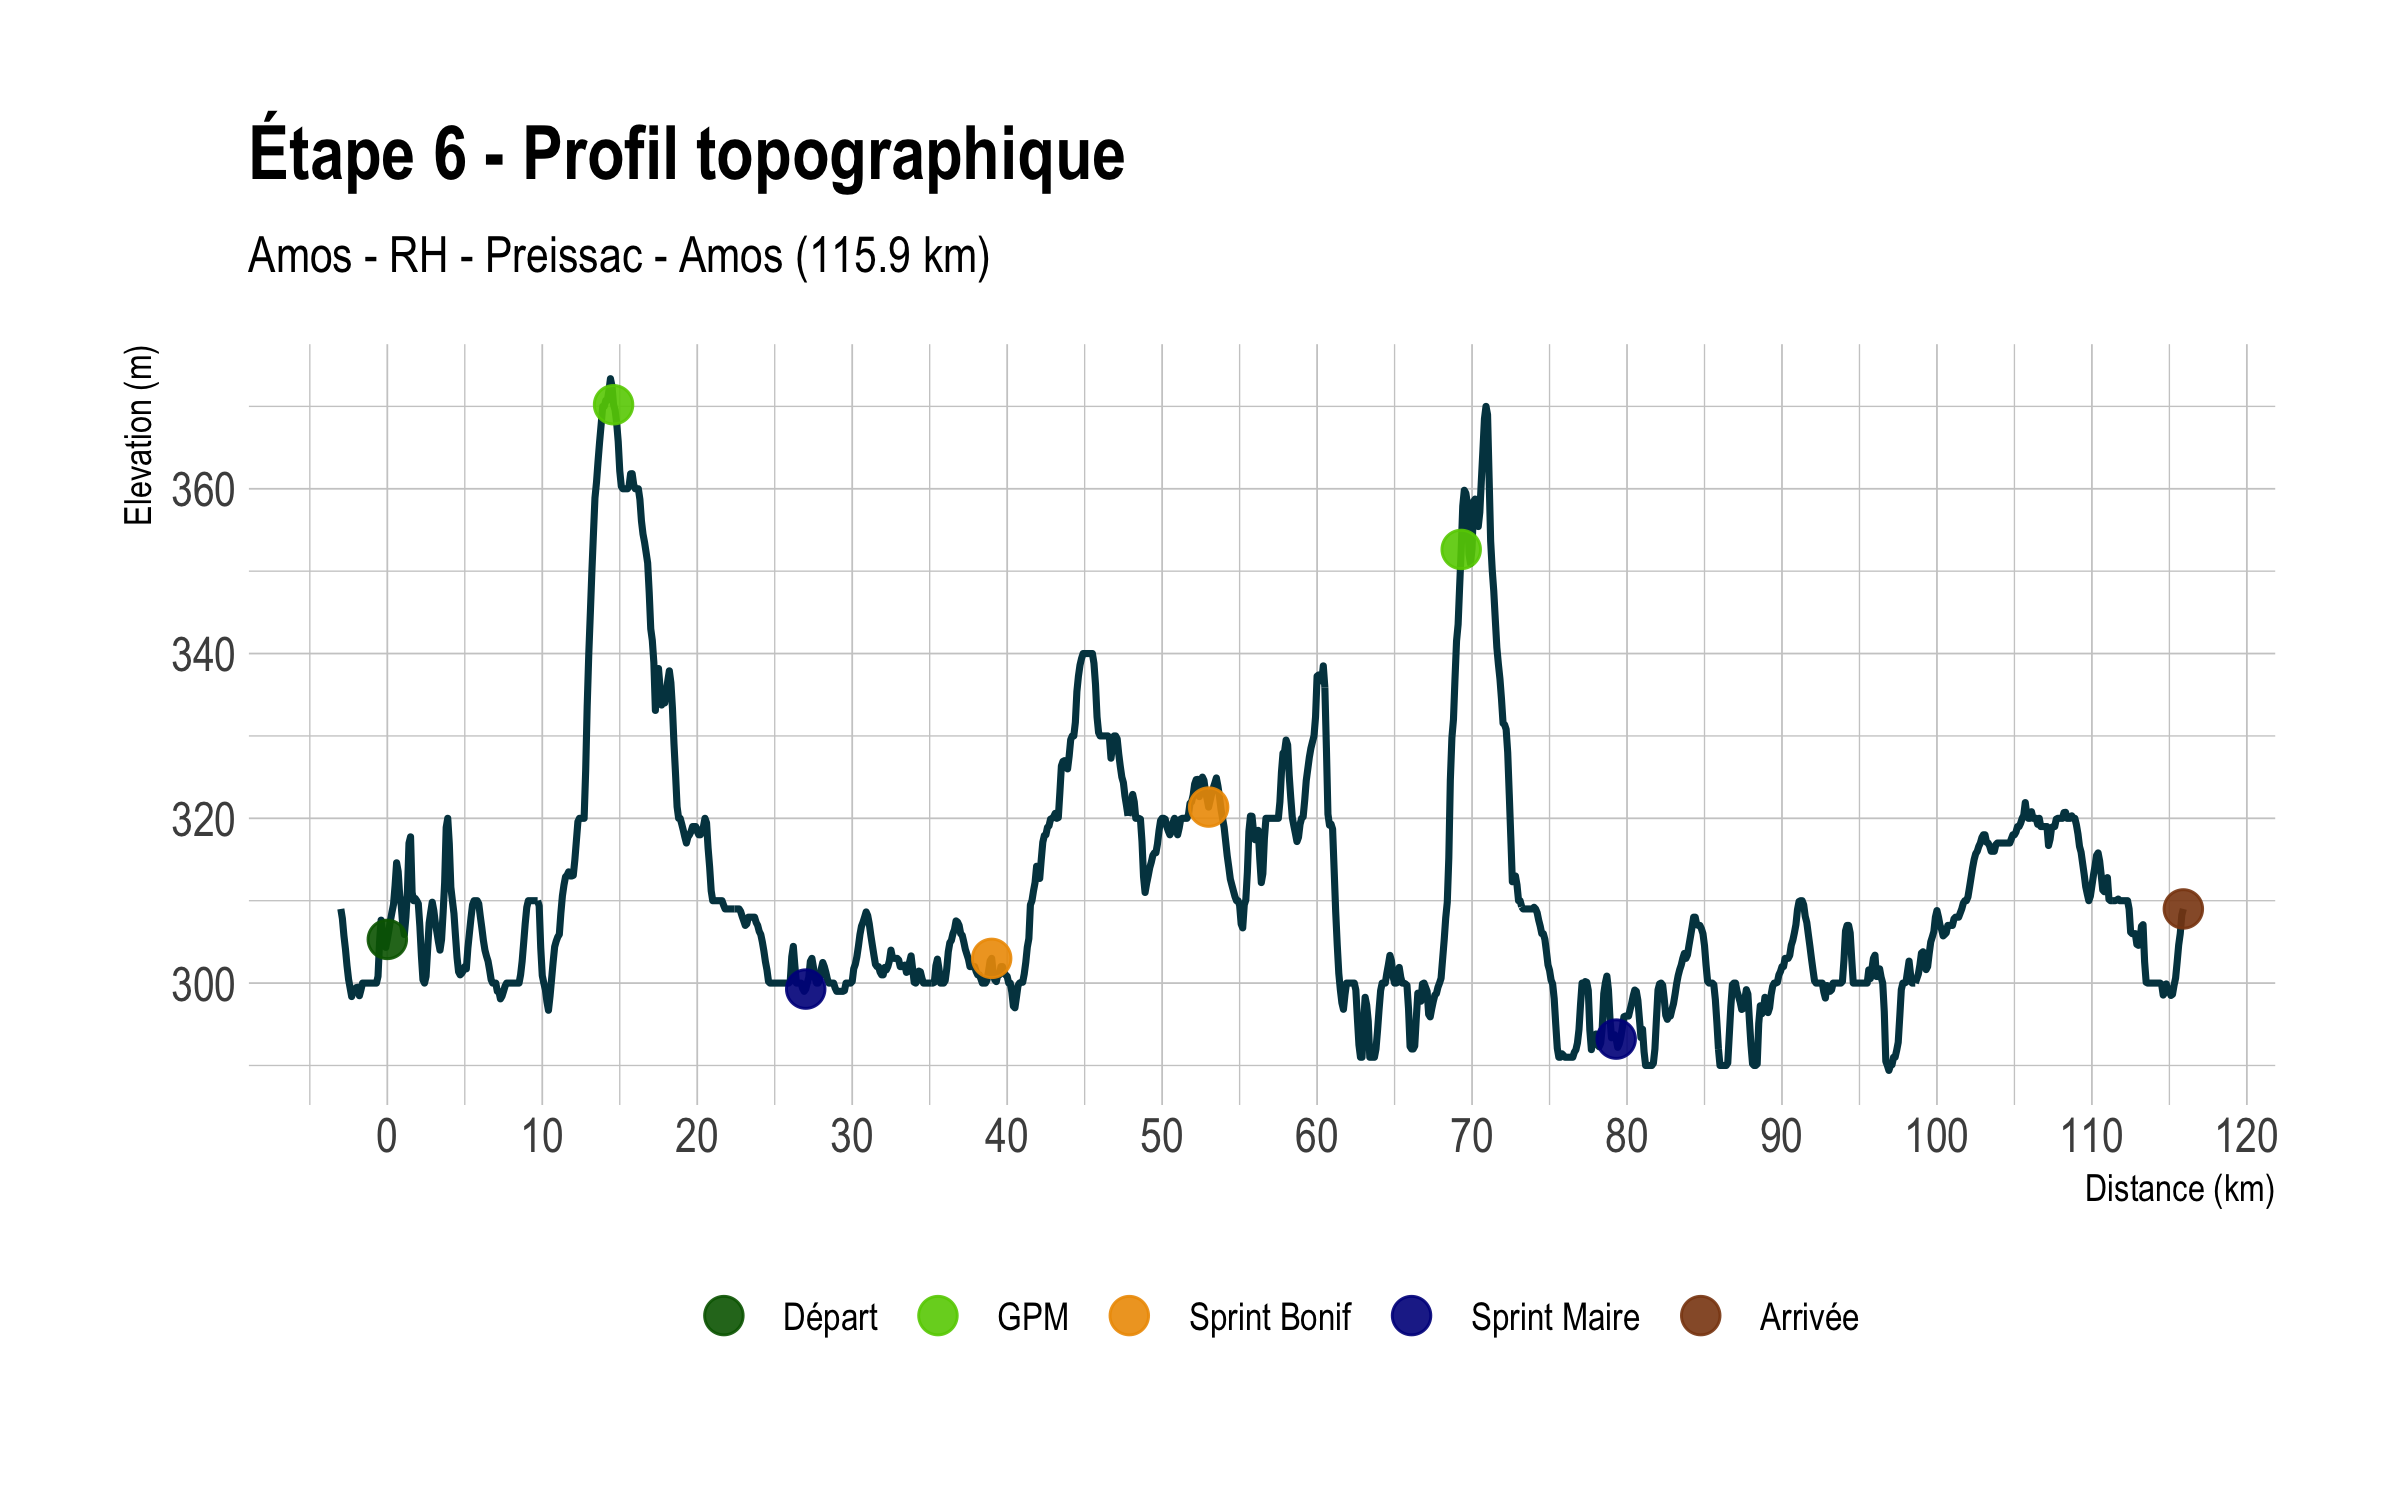 Étape 6 - Profil topographique
Amos - RH - Preissac - Amos (115.9 km)
Elevation (m)
360
340
320
300
0 10 20 30 40 50 60 70 80 90 100 110 120
Distance (km)
Départ GPM Sprint Bonif Sprint Maire Arrivée